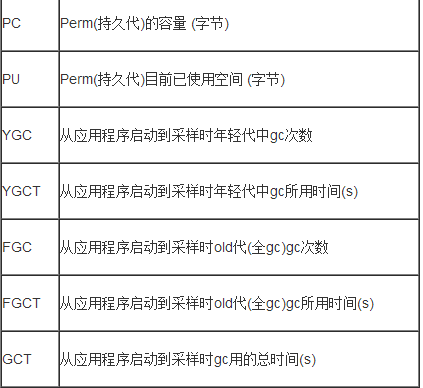 PC Perm(持久代)的容量 (字节)
PU Perm(持久代)目前已使用空间 (字节)
YGC 从应用程序启动到采样时年轻代中gc次数
YGCT 从应用程序启动到采样时年轻代中gc所用时间(s)
FGC 从应用程序启动到采样时old代(全gc)gc次数
FGCT 从应用程序启动到采样时old代(全gc)gc所用时间(s)
GCT 从应用程序启动到采样时gc用的总时间(s)